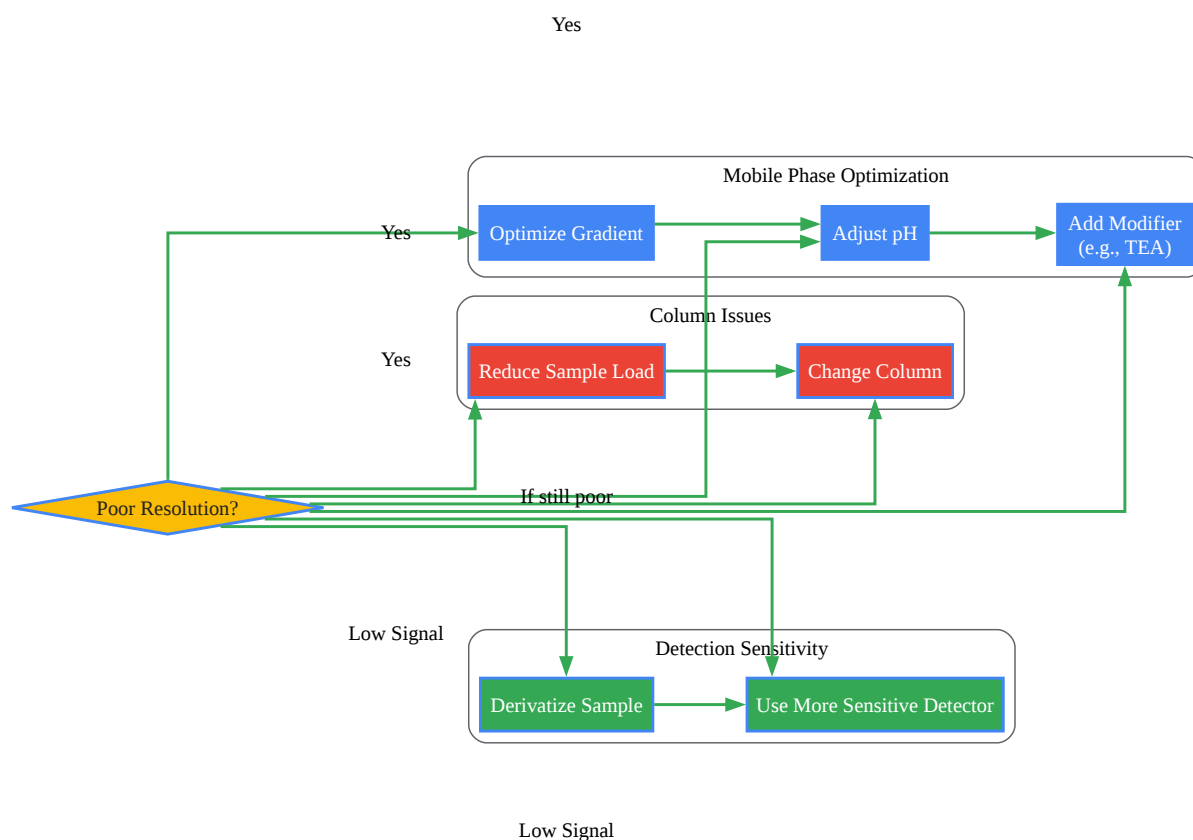 Yes
Mobile Phase Optimization
Yes
Optimize Gradient
Adjust pH
Add Modifier
(e.g., TEA)
Column Issues
Yes
Reduce Sample Load
Change Column
If still poor
Poor Resolution?
Low Signal
Detection Sensitivity
Derivatize Sample
Use More Sensitive Detector
Low Signal